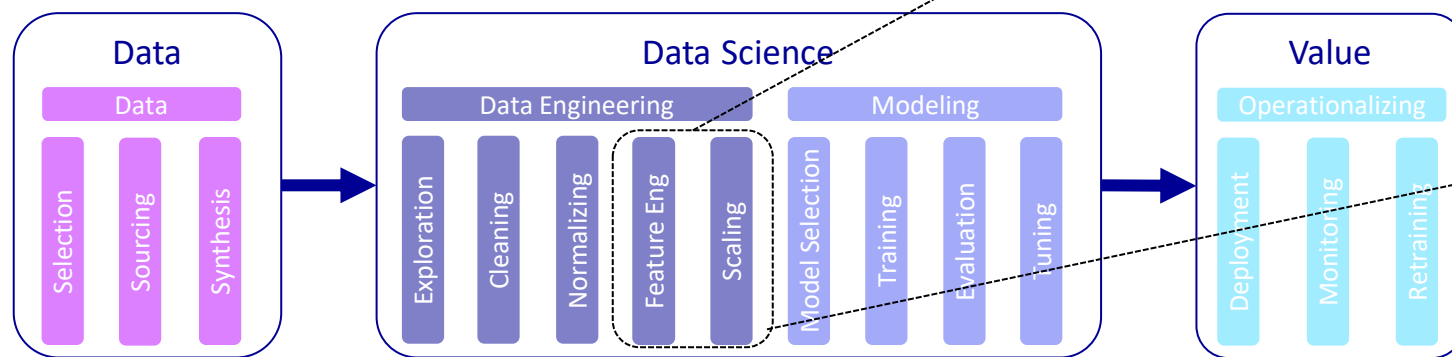 Data
Data
Selection
Sourcing
Synthesis
Data Science
Data Engineering
Exploration
Cleaning
Normalizing
Feature Eng
Scaling
Modeling
Model Selection
Training
Evaluation
Tuning
Value
Operationalizing
Deployment
Monitoring
Retraining